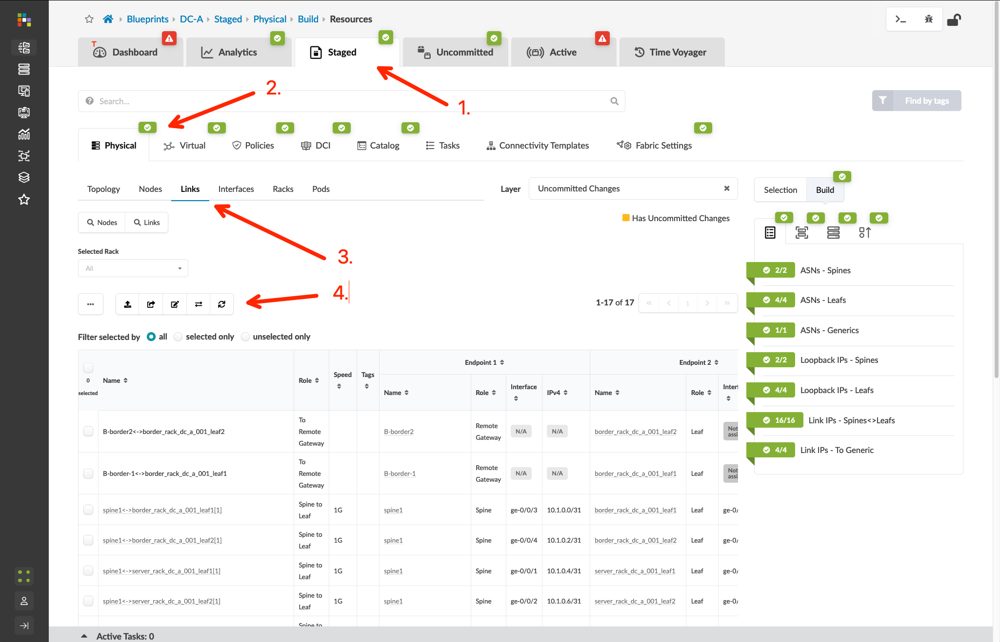 Blueprints DC-A Staged Physical Build Resources
T
Dashboard Analytics Staged Uncommitted Active Time Voyager
2.
1.
Search...
Find by tags
Physical Virtual Policies DCI Catalog Tasks Connectivity Templates Fabric Settings
Topology Nodes Links Interfaces Racks Pods
Layer Uncommitted Changes
Selection Build
Nodes Links
Has Uncommitted Changes
Selected Rack
All
3.
4.
1-17 of 17 « < 1 > »
Filter selected by all selected only unselected only
0
selected
Name Role Speed Tags
Endpoint 1 Endpoint 2
Name Role Interface IPv4 Name Role Interf
B-border2<->border_rack_dc_a_001_leaf2 To Remote Gateway B-border2 Remote Gateway N/A N/A border_rack_dc_a_001_leaf2 Leaf Not assi
B-border-1<->border_rack_dc_a_001_leaf1 To Remote Gateway B-border-1 Remote Gateway N/A N/A border_rack_dc_a_001_leaf1 Leaf Not assi
spine1<->border_rack_dc_a_001_leaf1[1] Spine to Leaf 1G spine1 Spine ge-0/0/3 10.1.0.0/31 border_rack_dc_a_001_leaf1 Leaf ge-0/
spine1<->border_rack_dc_a_001_leaf2[1] Spine to Leaf 1G spine1 Spine ge-0/0/4 10.1.0.2/31 border_rack_dc_a_001_leaf2 Leaf ge-0/
spine1<->server_rack_dc_a_001_leaf1[1] Spine to Leaf 1G spine1 Spine ge-0/0/1 10.1.0.4/31 server_rack_dc_a_001_leaf1 Leaf ge-0/
spine1<->server_rack_dc_a_001_leaf2[1] Spine to Leaf 1G spine1 Spine ge-0/0/2 10.1.0.6/31 server_rack_dc_a_001_leaf2 Leaf ge-0/
Spine to
2/2 ASNs - Spines
4/4 ASNs - Leafs
1/1 ASNs - Generics
2/2 Loopback IPs - Spines
4/4 Loopback IPs - Leafs
16/16 Link IPs - Spines<>Leafs
4/4 Link IPs - To Generic
Active Tasks: 0